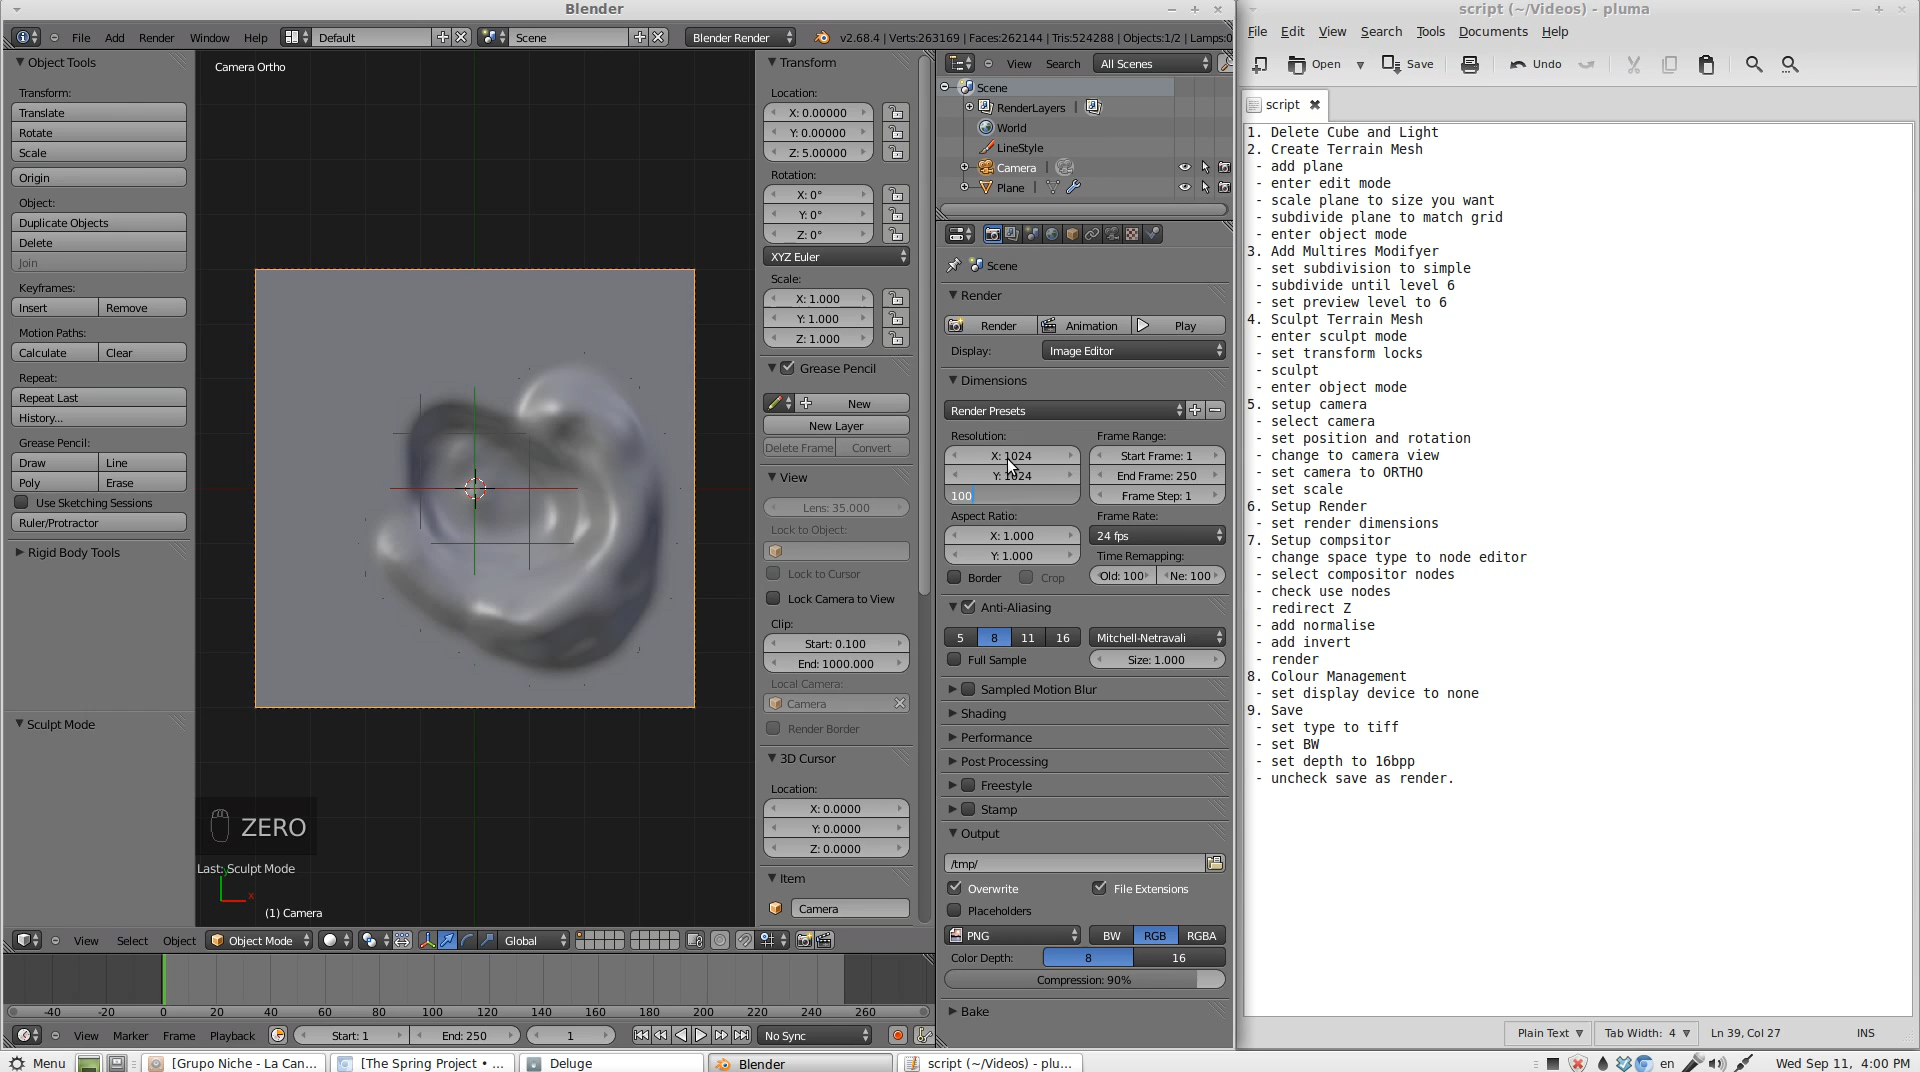 Blender
File Add Render Window Help Default Scene Blender Render v2.68.4 | Verts:263169 | Faces:262144 | Tris:524288 | Objects:1/2 | Lamps:0
Object Tools
Transform:
Translate
Rotate
Scale
Origin
Object:
Duplicate Objects
Delete
Join
Keyframes:
Insert Remove
Motion Paths:
Calculate Clear
Repeat:
Repeat Last
History...
Grease Pencil:
Draw Line
Poly Erase
Use Sketching Sessions
Ruler/Protractor
Rigid Body Tools
Sculpt Mode
Camera Ortho
ZERO
Last: Sculpt Mode
y
x
(1) Camera
Transform
Location:
X: 0.00000
Y: 0.00000
Z: 5.00000
Rotation:
X: 0°
Y: 0°
Z: 0°
XYZ Euler
Scale:
X: 1.000
Y: 1.000
Z: 1.000
Grease Pencil
New
New Layer
Delete Frame Convert
View
Lens: 35.000
Lock to Object:
Lock to Cursor
Lock Camera to View
Clip:
Start: 0.100
End: 1000.000
Local Camera:
Camera
Render Border
3D Cursor
Location:
X: 0.0000
Y: 0.0000
Z: 0.0000
Item
Camera
View Search All Scenes
Scene
RenderLayers
World
LineStyle
Camera
Plane
Scene
Render
Render Animation Play
Display: Image Editor
Dimensions
Render Presets
Resolution: Frame Range:
X: 1024 Start Frame: 1
Y: 1024 End Frame: 250
100 Frame Step: 1
Aspect Ratio: Frame Rate:
X: 1.000 24 fps
Y: 1.000 Time Remapping:
Border Crop Old: 100 Ne: 100
Anti-Aliasing
5 8 11 16 Mitchell-Netravali
Full Sample Size: 1.000
Sampled Motion Blur
Shading
Performance
Post Processing
Freestyle
Stamp
Output
/tmp/
Overwrite File Extensions
Placeholders
PNG BW RGB RGBA
Color Depth: 8 16
Compression: 90%
Bake
View Select Object Object Mode Global
-40 -20 0 20 40 60 80 100 120 140 160 180 200 220 240 260
View Marker Frame Playback Start: 1 End: 250 1 No Sync
script (~/Videos) - pluma
File Edit View Search Tools Documents Help
Open Save Undo
script
1. Delete Cube and Light
2. Create Terrain Mesh
- add plane
- enter edit mode
- scale plane to size you want
- subdivide plane to match grid
- enter object mode
3. Add Multires Modifyer
- set subdivision to simple
- subdivide until level 6
- set preview level to 6
4. Sculpt Terrain Mesh
- enter sculpt mode
- set transform locks
- sculpt
- enter object mode
5. setup camera
- select camera
- set position and rotation
- change to camera view
- set camera to ORTHO
- set scale
6. Setup Render
- set render dimensions
7. Setup compsitor
- change space type to node editor
- select compositor nodes
- check use nodes
- redirect Z
- add normalise
- add invert
- render
8. Colour Management
- set display device to none
9. Save
- set type to tiff
- set BW
- set depth to 16bpp
- uncheck save as render.
Plain Text Tab Width: 4 Ln 39, Col 27 INS
Menu [Grupo Niche - La Can... [The Spring Project • ... Deluge Blender script (~/Videos) - plu... en Wed Sep 11, 4:00 PM